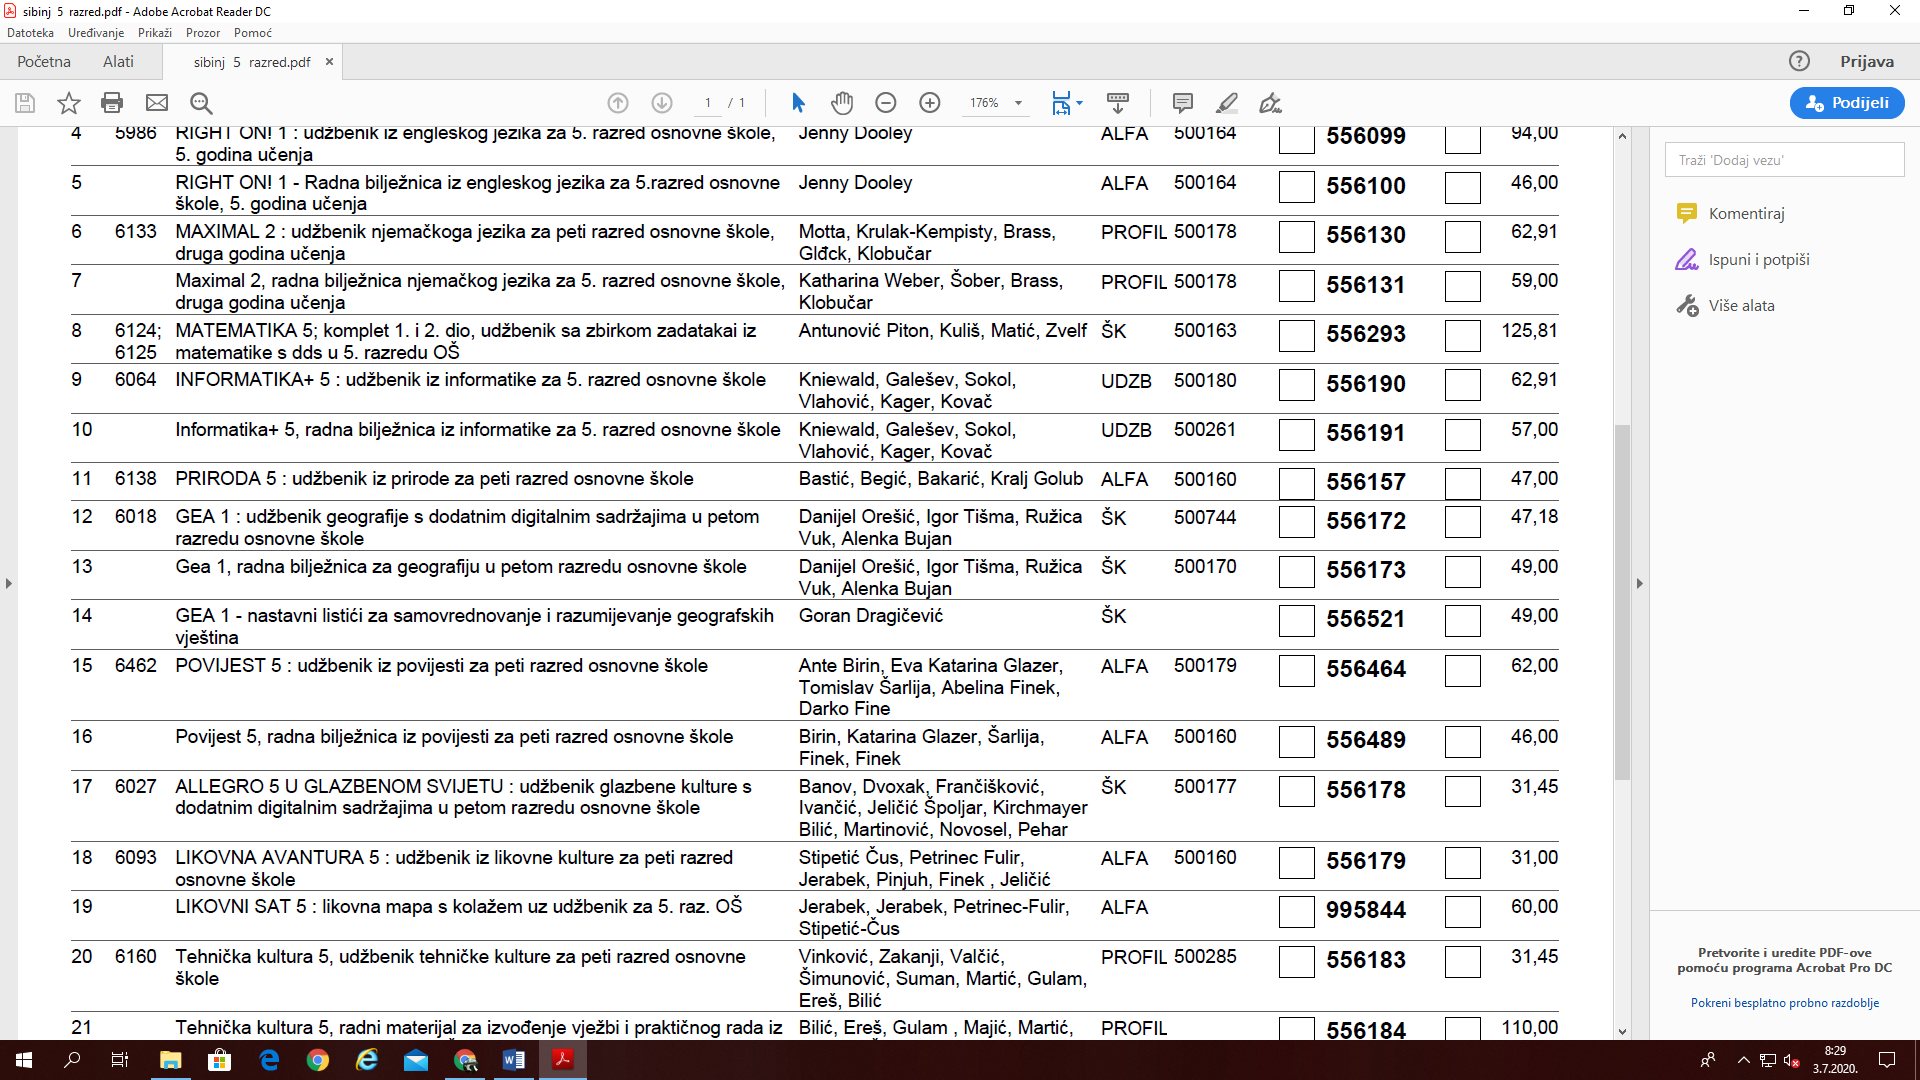 sibinj 5 razred.pdf - Adobe Acrobat Reader DC
Datoteka Uređivanje Prikaži Prozor Pomoć
Početna Alati sibinj 5 razred.pdf × Prijava
1 / 1 176% Podijeli
4 5986 RIGHT ON! 1 : udžbenik iz engleskog jezika za 5. razred osnovne škole, Jenny Dooley ALFA 500164 556099 94,00
5. godina učenja
5 RIGHT ON! 1 - Radna bilježnica iz engleskog jezika za 5.razred osnovne Jenny Dooley ALFA 500164 556100 46,00
škole, 5. godina učenja
6 6133 MAXIMAL 2 : udžbenik njemačkoga jezika za peti razred osnovne škole, Motta, Krulak-Kempisty, Brass, PROFIL 500178 556130 62,91
druga godina učenja Glđck, Klobučar
7 Maximal 2, radna bilježnica njemačkog jezika za 5. razred osnovne škole, Katharina Weber, Šober, Brass, PROFIL 500178 556131 59,00
druga godina učenja Klobučar
8 6124; MATEMATIKA 5; komplet 1. i 2. dio, udžbenik sa zbirkom zadatakai iz Antunović Piton, Kuliš, Matić, Zvelf ŠK 500163 556293 125,81
6125 matematike s dds u 5. razredu OŠ
9 6064 INFORMATIKA+ 5 : udžbenik iz informatike za 5. razred osnovne škole Kniewald, Galešev, Sokol, UDZB 500180 556190 62,91
Vlahović, Kager, Kovač
10 Informatika+ 5, radna bilježnica iz informatike za 5. razred osnovne škole Kniewald, Galešev, Sokol, UDZB 500261 556191 57,00
Vlahović, Kager, Kovač
11 6138 PRIRODA 5 : udžbenik iz prirode za peti razred osnovne škole Bastić, Begić, Bakarić, Kralj Golub ALFA 500160 556157 47,00
12 6018 GEA 1 : udžbenik geografije s dodatnim digitalnim sadržajima u petom Danijel Orešić, Igor Tišma, Ružica ŠK 500744 556172 47,18
razredu osnovne škole Vuk, Alenka Bujan
13 Gea 1, radna bilježnica za geografiju u petom razredu osnovne škole Danijel Orešić, Igor Tišma, Ružica ŠK 500170 556173 49,00
Vuk, Alenka Bujan
14 GEA 1 - nastavni listići za samovrednovanje i razumijevanje geografskih Goran Dragičević ŠK 556521 49,00
vještina
15 6462 POVIJEST 5 : udžbenik iz povijesti za peti razred osnovne škole Ante Birin, Eva Katarina Glazer, ALFA 500179 556464 62,00
Tomislav Šarlija, Abelina Finek,
Darko Fine
16 Povijest 5, radna bilježnica iz povijesti za peti razred osnovne škole Birin, Katarina Glazer, Šarlija, ALFA 500160 556489 46,00
Finek, Finek
17 6027 ALLEGRO 5 U GLAZBENOM SVIJETU : udžbenik glazbene kulture s Banov, Dvoxak, Frančišković, ŠK 500177 556178 31,45
dodatnim digitalnim sadržajima u petom razredu osnovne škole Ivančić, Jeličić Špoljar, Kirchmayer
Bilić, Martinović, Novosel, Pehar
18 6093 LIKOVNA AVANTURA 5 : udžbenik iz likovne kulture za peti razred Stipetić Čus, Petrinec Fulir, ALFA 500160 556179 31,00
osnovne škole Jerabek, Pinjuh, Finek , Jeličić
19 LIKOVNI SAT 5 : likovna mapa s kolažem uz udžbenik za 5. raz. OŠ Jerabek, Jerabek, Petrinec-Fulir, ALFA 995844 60,00
Stipetić-Čus
20 6160 Tehnička kultura 5, udžbenik tehničke kulture za peti razred osnovne Vinković, Zakanji, Valčić, PROFIL 500285 556183 31,45
škole Šimunović, Suman, Martić, Gulam,
Ereš, Bilić
21 Tehnička kultura 5, radni materijal za izvođenje vježbi i praktičnog rada iz Bilić, Ereš, Gulam , Majić, Martić, PROFIL 556184 110,00
Traži 'Dodaj vezu'
Komentiraj
Ispuni i potpiši
Više alata
Pretvorite i uredite PDF-ove
pomoću programa Acrobat Pro DC
Pokreni besplatno probno razdoblje
8:29
3.7.2020.